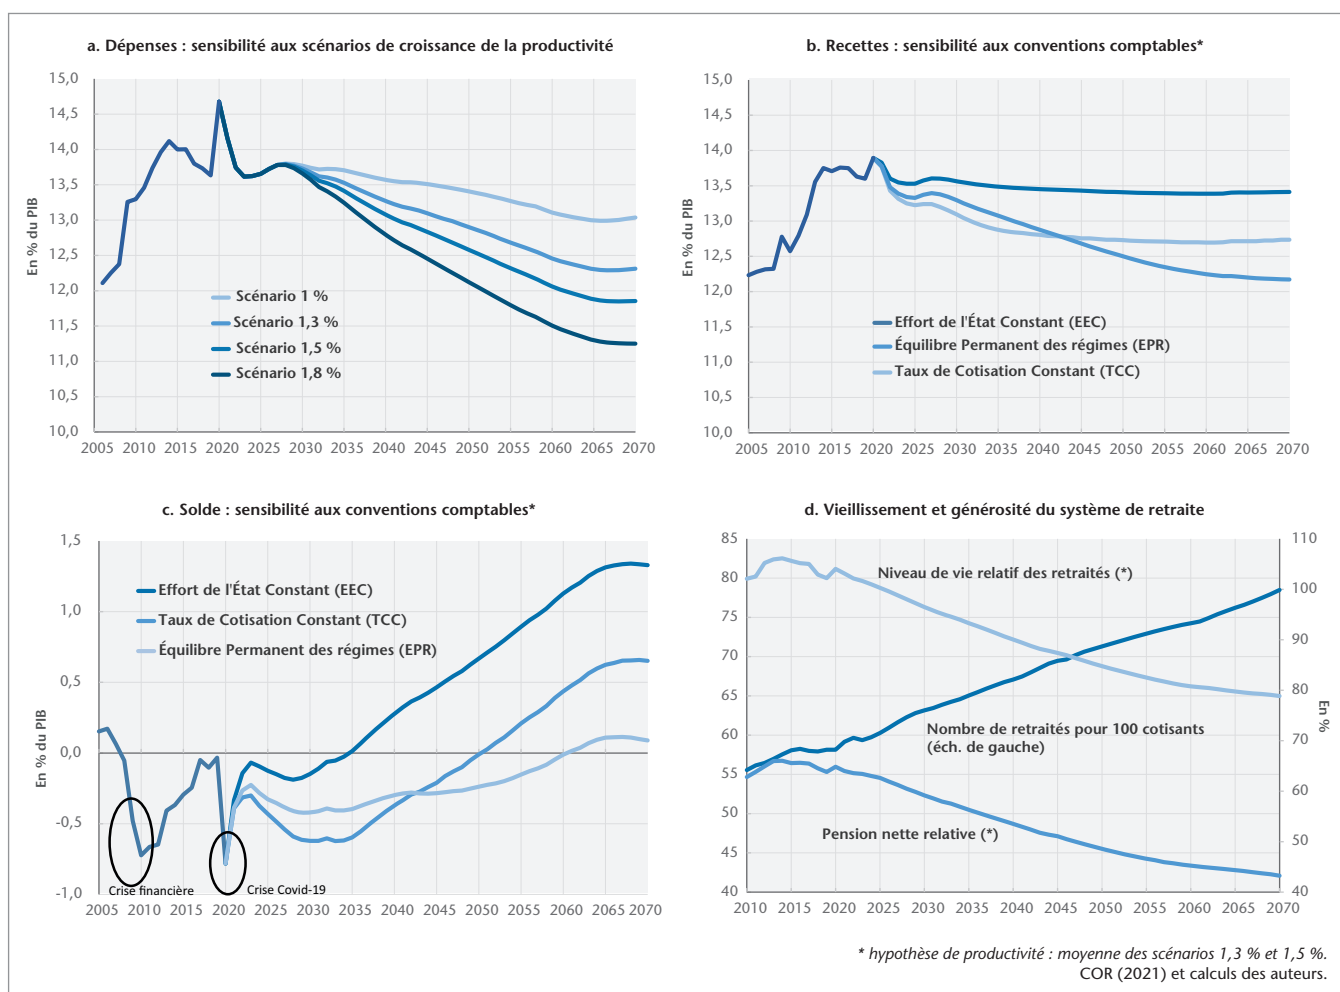 a. Dépenses : sensibilité aux scénarios de croissance de la productivité
En % du PIB
15,0
14,5
14,0
13,5
13,0
12,5
12,0
11,5
11,0
10,5
10,0
Scénario 1 %
Scénario 1,3 %
Scénario 1,5 %
Scénario 1,8 %
2005 2010 2015 2020 2025 2030 2035 2040 2045 2050 2055 2060 2065 2070
b. Recettes : sensibilité aux conventions comptables*
En % du PIB
15,0
14,5
14,0
13,5
13,0
12,5
12,0
11,5
11,0
10,5
10,0
Effort de l'État Constant (EEC)
Équilibre Permanent des régimes (EPR)
Taux de Cotisation Constant (TCC)
2005 2010 2015 2020 2025 2030 2035 2040 2045 2050 2055 2060 2065 2070
c. Solde : sensibilité aux conventions comptables*
En % du PIB
1,5
1,0
0,5
0,0
-0,5
-1,0
Effort de l'État Constant (EEC)
Taux de Cotisation Constant (TCC)
Équilibre Permanent des régimes (EPR)
Crise financière
Crise Covid-19
2005 2010 2015 2020 2025 2030 2035 2040 2045 2050 2055 2060 2065 2070
d. Vieillissement et générosité du système de retraite
85
80
75
70
65
60
55
50
45
40
Niveau de vie relatif des retraités (*)
Nombre de retraités pour 100 cotisants
(éch. de gauche)
Pension nette relative (*)
110
100
90
80
70
60
50
40
En %
2010 2015 2020 2025 2030 2035 2040 2045 2050 2055 2060 2065 2070
* hypothèse de productivité : moyenne des scénarios 1,3 % et 1,5 %.
COR (2021) et calculs des auteurs.